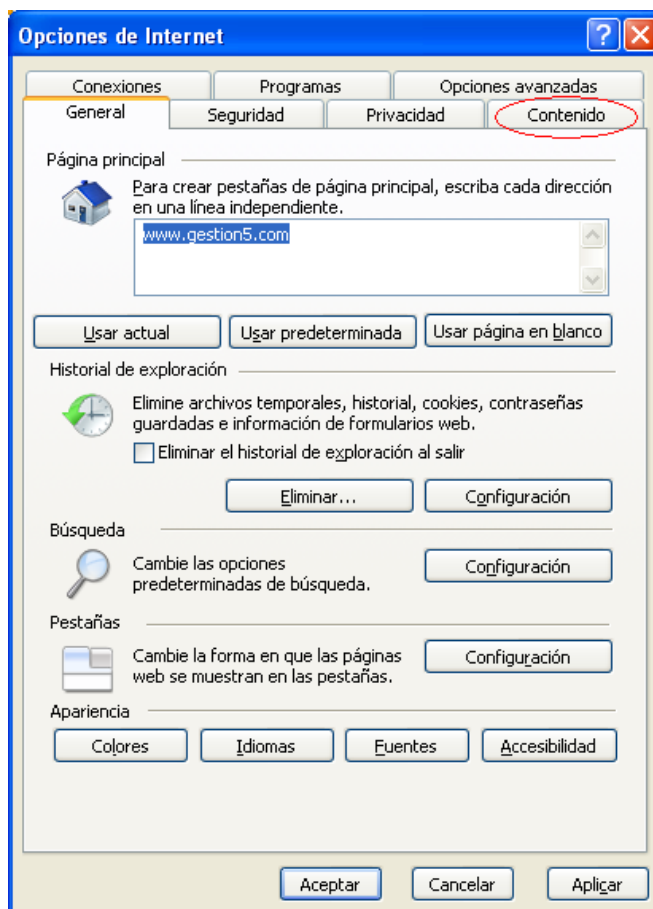 Opciones de Internet
Conexiones Programas Opciones avanzadas
General Seguridad Privacidad Contenido
Página principal
Para crear pestañas de página principal, escriba cada dirección
en una línea independiente.
www.gestion5.com
Usar actual Usar predeterminada Usar página en blanco
Historial de exploración
Elimine archivos temporales, historial, cookies, contraseñas
guardadas e información de formularios web.
Eliminar el historial de exploración al salir
Eliminar... Configuración
Búsqueda
Cambie las opciones
predeterminadas de búsqueda.
Configuración
Pestañas
Cambie la forma en que las páginas
web se muestran en las pestañas.
Configuración
Apariencia
Colores Idiomas Fuentes Accesibilidad
Aceptar Cancelar Aplicar